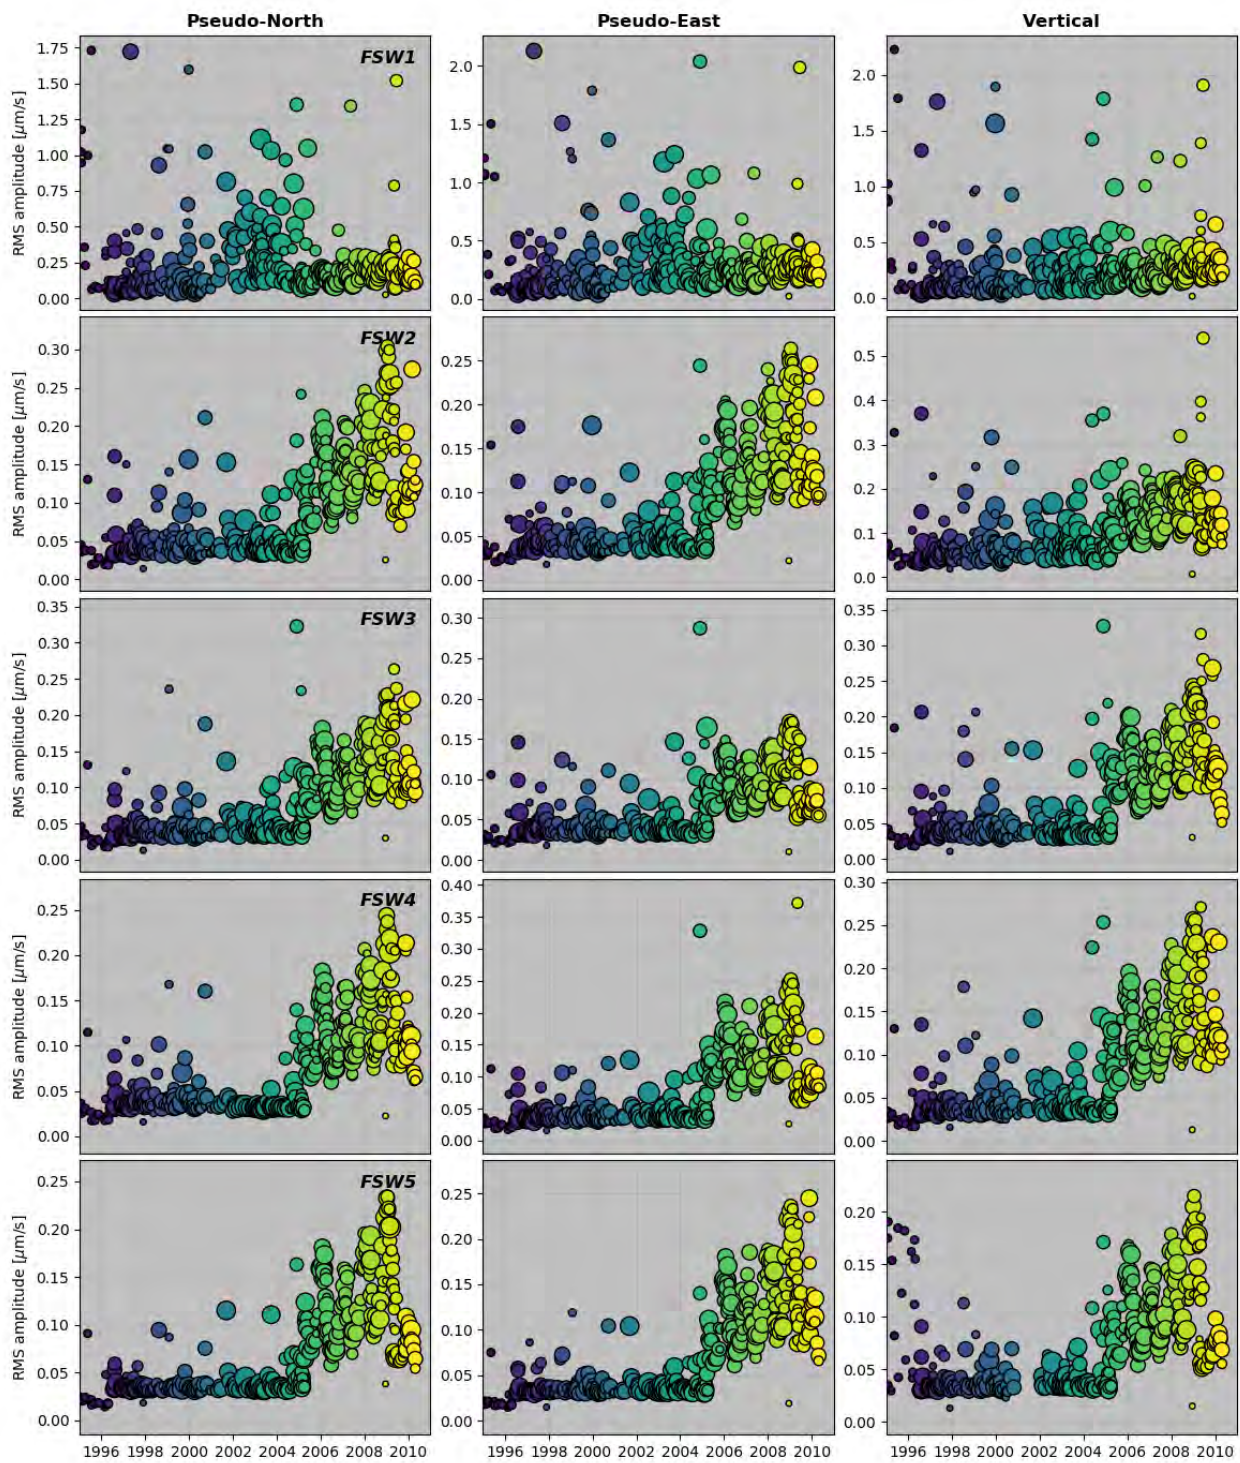 Pseudo-North Pseudo-East Vertical
FSW1
RMS amplitude [μm/s]
1.75 1.50 1.25 1.00 0.75 0.50 0.25 0.00
2.0 1.5 1.0 0.5 0.0
2.0 1.5 1.0 0.5 0.0
FSW2
RMS amplitude [μm/s]
0.30 0.25 0.20 0.15 0.10 0.05 0.00
0.25 0.20 0.15 0.10 0.05 0.00
0.5 0.4 0.3 0.2 0.1 0.0
FSW3
RMS amplitude [μm/s]
0.35 0.30 0.25 0.20 0.15 0.10 0.05 0.00
0.30 0.25 0.20 0.15 0.10 0.05 0.00
0.35 0.30 0.25 0.20 0.15 0.10 0.05 0.00
FSW4
RMS amplitude [μm/s]
0.25 0.20 0.15 0.10 0.05 0.00
0.40 0.35 0.30 0.25 0.20 0.15 0.10 0.05 0.00
0.30 0.25 0.20 0.15 0.10 0.05 0.00
FSW5
RMS amplitude [μm/s]
0.25 0.20 0.15 0.10 0.05 0.00
0.25 0.20 0.15 0.10 0.05 0.00
0.20 0.15 0.10 0.05 0.00
1996 1998 2000 2002 2004 2006 2008 2010
1996 1998 2000 2002 2004 2006 2008 2010
1996 1998 2000 2002 2004 2006 2008 2010